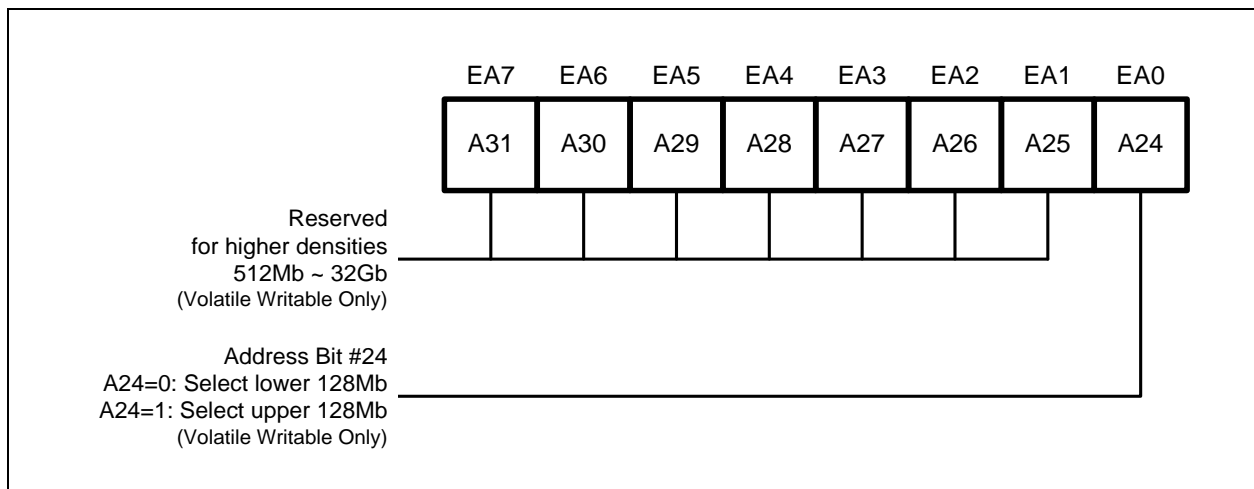 EA7 EA6 EA5 EA4 EA3 EA2 EA1 EA0
A31 A30 A29 A28 A27 A26 A25 A24
Reserved
for higher densities
512Mb ~ 32Gb
(Volatile Writable Only)
Address Bit #24
A24=0: Select lower 128Mb
A24=1: Select upper 128Mb
(Volatile Writable Only)